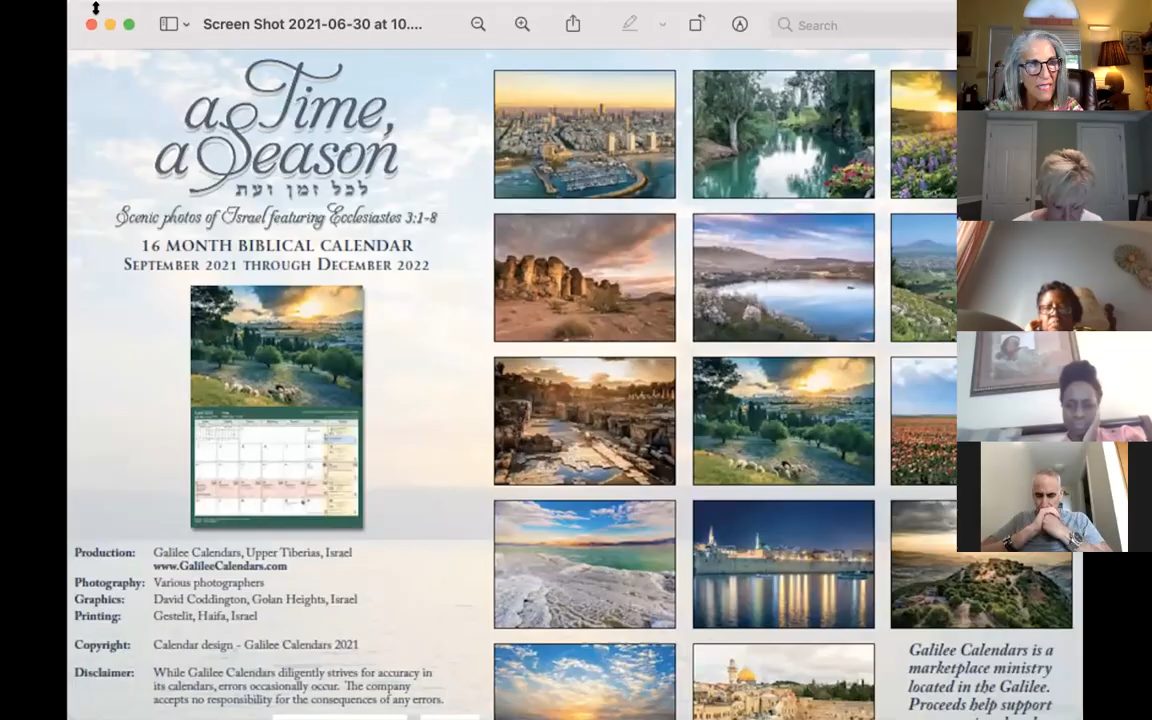 Screen Shot 2021-06-30 at 10....
Search
a Time,
a Season
לכל זמן ועת
Scenic photos of Israel featuring Ecclesiastes 3:1-8
16 MONTH BIBLICAL CALENDAR
SEPTEMBER 2021 THROUGH DECEMBER 2022
Production: Galilee Calendars, Upper Tiberias, Israel
www.GalileeCalendars.com
Photography: Various photographers
Graphics: David Coddington, Golan Heights, Israel
Printing: Gestelit, Haifa, Israel
Copyright: Calendar design - Galilee Calendars 2021
Disclaimer: While Galilee Calendars diligently strives for accuracy in
its calendars, errors occasionally occur. The company
accepts no responsibility for the consequences of any errors.
Galilee Calendars is a
marketplace ministry
located in the Galilee.
Proceeds help support